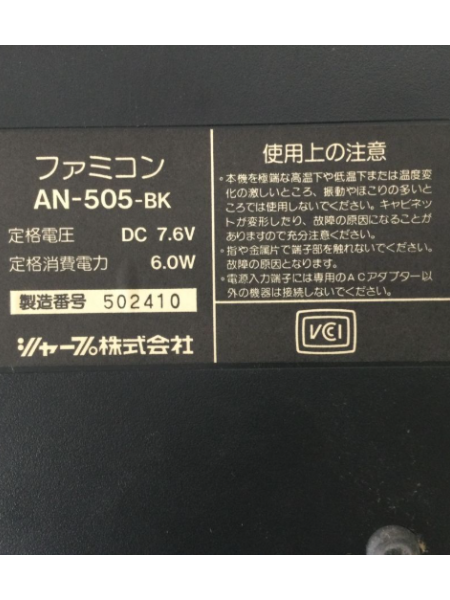 ファミコン
AN-505-BK
定格電圧 DC 7.6V
定格消費電力 6.0W
製造番号 502410
シャープ株式会社
使用上の注意
•本機を極端な高温下や低温下または温度変
化の激しいところ、振動やほこりの多いと
ころでは使用しないでください。キャビネッ
トが変形したり、故障の原因になることが
ありますので充分注意ください。
•指や金属片で端子部を触れないでください。
故障の原因となります。
•電源入力端子には専用のACアダプター以
外の機器は接続しないでください。
VCCI